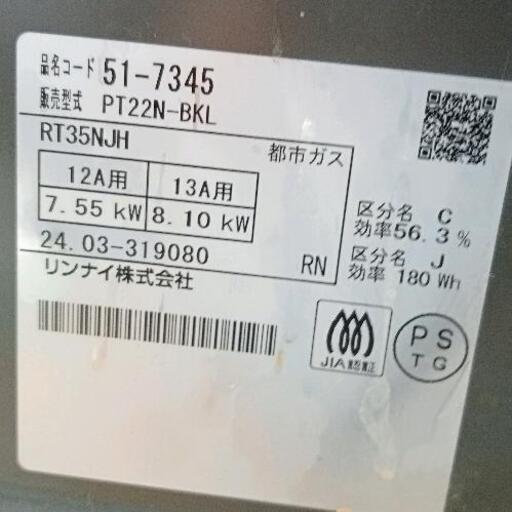 品名コード 51-7345
販売型式 PT22N-BKL
RT35NJH 都市ガス
12A用 13A用
7.55 kW 8.10 kW
24.03-319080
リンナイ株式会社 RN
区分名 C
効率56.3%
区分名 J
効率 180 Wh
JIA認証
PS
TG